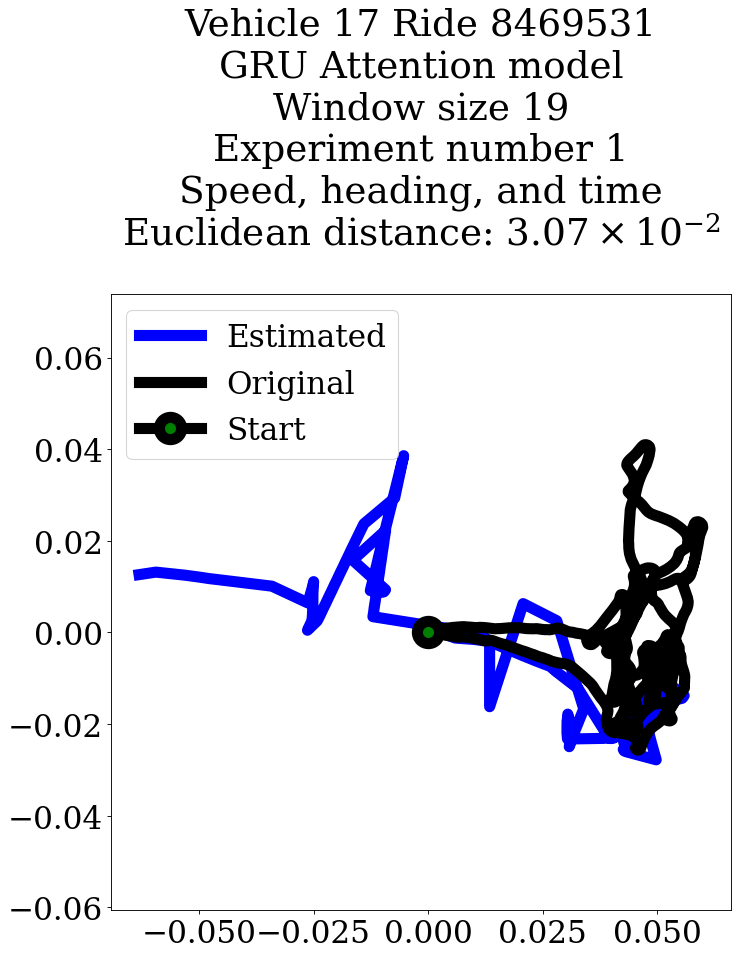 Vehicle 17 Ride 8469531
GRU Attention model
Window size 19
Experiment number 1
Speed, heading, and time
Euclidean distance: 3.07 × 10⁻²
Estimated
Original
Start
0.06
0.04
0.02
0.00
−0.02
−0.04
−0.06
−0.050 −0.025 0.000 0.025 0.050